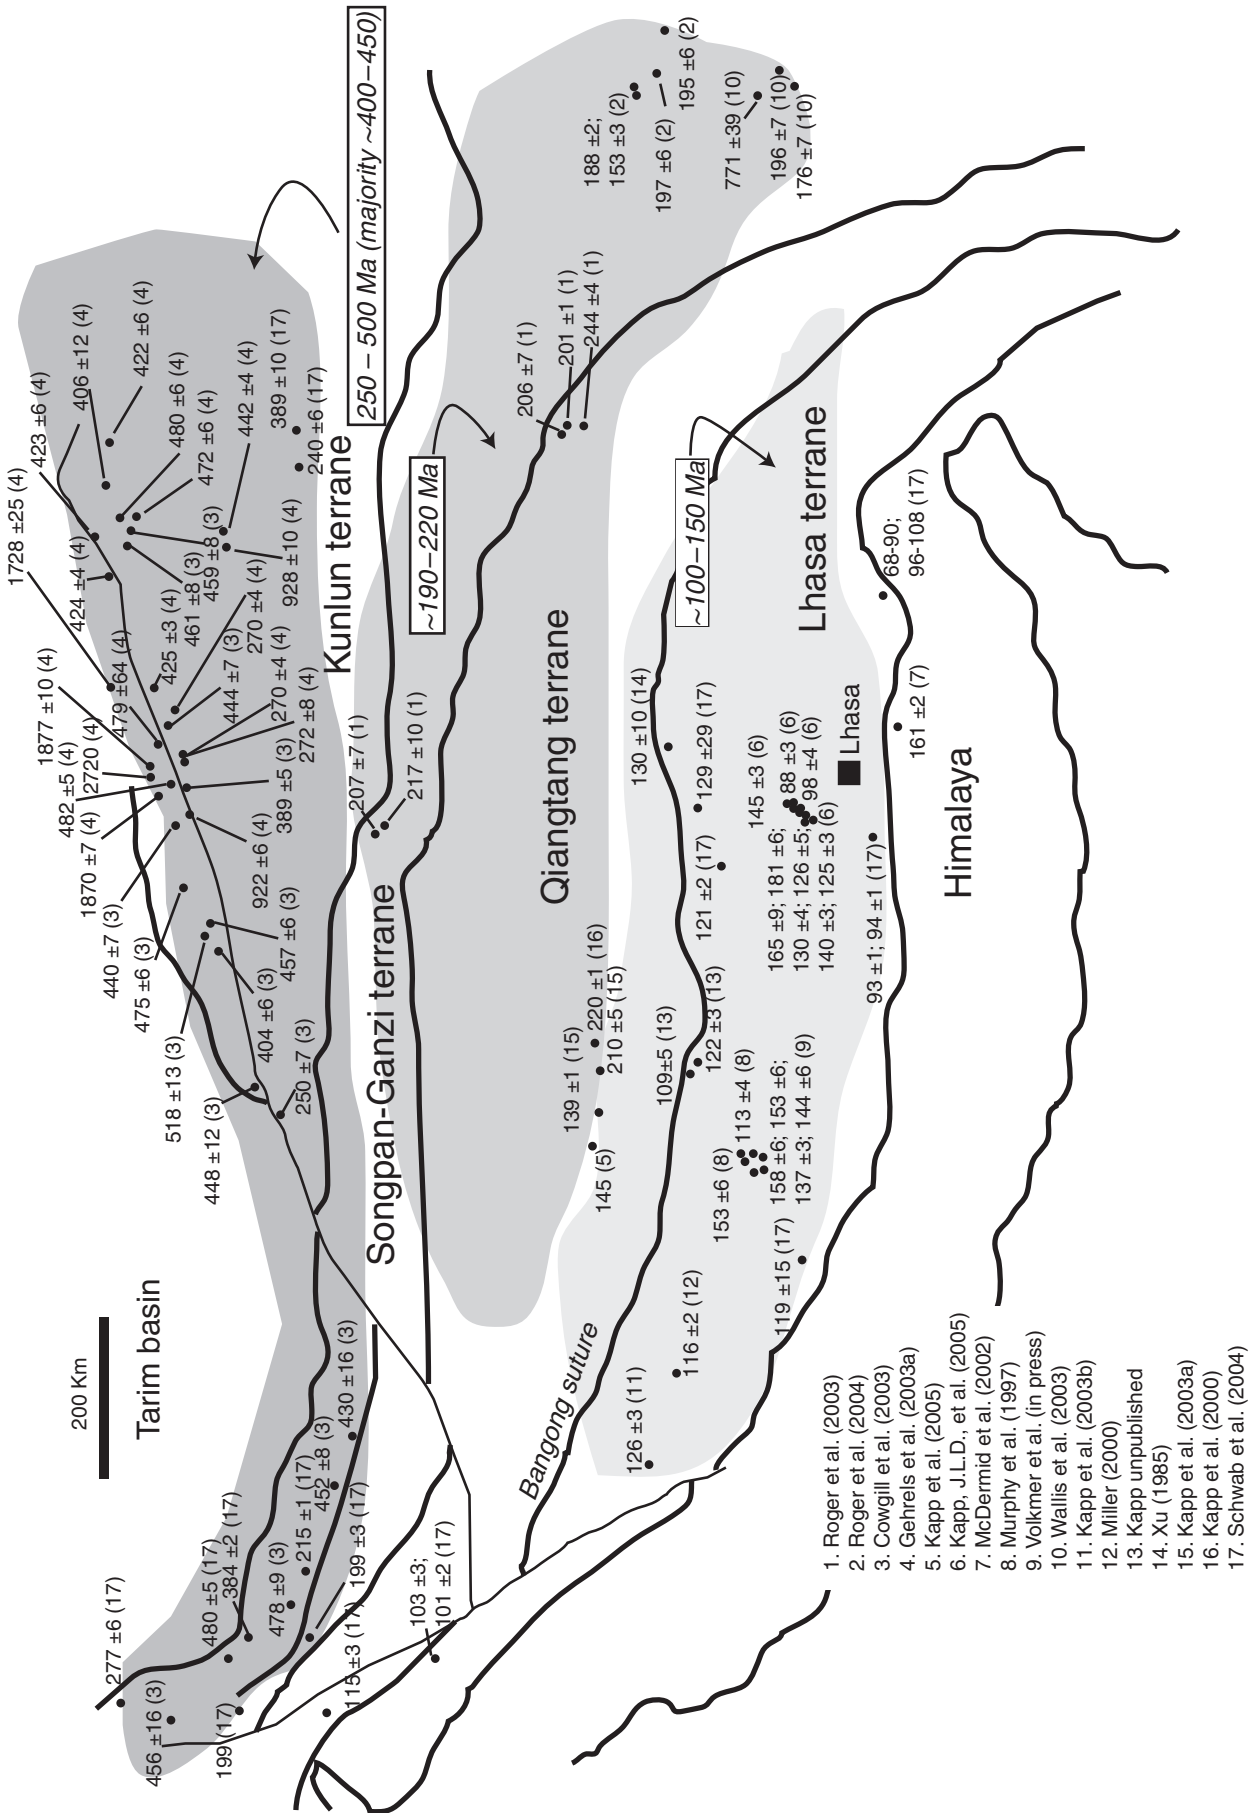 200 Km
Tarim basin
277 ±6 (17)
456 ±16 (3)
199 (17)
480 ±5 (17)
384 ±2 (17)
478 ±9 (3)
215 ±1 (17)
452 ±8 (3)
430 ±16 (3)
199 ±3 (17)
115 ±3 (17)
103 ±3;
101 ±2 (17)
448 ±12 (3)
518 ±13 (3)
250 ±7 (3)
404 ±6 (3)
457 ±6 (3)
475 ±6 (3)
440 ±7 (3)
1870 ±7 (4)
482 ±5 (4)
2720 (4)
1877 ±10 (4)
922 ±6 (4)
389 ±5 (3)
272 ±8 (4)
270 ±4 (4)
444 ±7 (3)
270 ±4 (4)
479 ±64 (4)
1728 ±25 (4)
425 ±3 (4)
461 ±8 (3)
459 ±8 (3)
928 ±10 (4)
424 ±4 (4)
423 ±6 (4)
406 ±12 (4)
422 ±6 (4)
480 ±6 (4)
472 ±6 (4)
442 ±4 (4)
389 ±10 (17)
240 ±6 (17)
Kunlun terrane
250 – 500 Ma (majority ~400–450)
Songpan-Ganzi terrane
207 ±7 (1)
217 ±10 (1)
~190–220 Ma
Qiangtang terrane
206 ±7 (1)
201 ±1 (1)
244 ±4 (1)
188 ±2;
153 ±3 (2)
197 ±6 (2)
195 ±6 (2)
771 ±39 (10)
196 ±7 (10)
176 ±7 (10)
145 (5)
139 ±1 (15)
220 ±1 (16)
210 ±5 (15)
Bangong suture
126 ±3 (11)
116 ±2 (12)
119 ±15 (17)
153 ±6 (8)
113 ±4 (8)
158 ±6; 153 ±6;
137 ±3; 144 ±6 (9)
109±5 (13)
122 ±3 (13)
121 ±2 (17)
130 ±10 (14)
129 ±29 (17)
145 ±3 (6)
88 ±3 (6)
98 ±4 (6)
165 ±9; 181 ±6;
130 ±4; 126 ±5;
140 ±3; 125 ±3 (6)
~100–150 Ma
Lhasa terrane
Lhasa
93 ±1; 94 ±1 (17)
161 ±2 (7)
68-90;
96-108 (17)
Himalaya
1. Roger et al. (2003)
2. Roger et al. (2004)
3. Cowgill et al. (2003)
4. Gehrels et al. (2003a)
5. Kapp et al. (2005)
6. Kapp, J.L.D., et al. (2005)
7. McDermid et al. (2002)
8. Murphy et al. (1997)
9. Volkmer et al. (in press)
10. Wallis et al. (2003)
11. Kapp et al. (2003b)
12. Miller (2000)
13. Kapp unpublished
14. Xu (1985)
15. Kapp et al. (2003a)
16. Kapp et al. (2000)
17. Schwab et al. (2004)